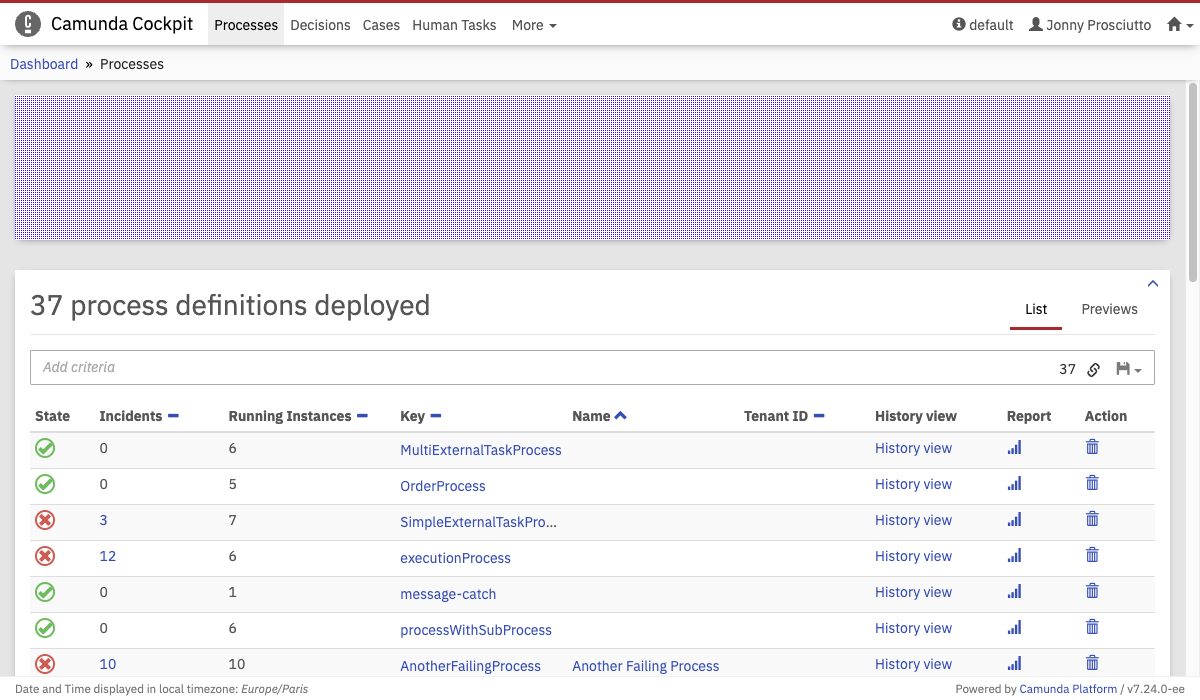 Camunda Cockpit Processes Decisions Cases Human Tasks More default Jonny Prosciutto
Dashboard » Processes
37 process definitions deployed
List Previews
Add criteria 37
State Incidents Running Instances Key Name Tenant ID History view Report Action
0 6 MultiExternalTaskProcess History view
0 5 OrderProcess History view
3 7 SimpleExternalTaskPro... History view
12 6 executionProcess History view
0 1 message-catch History view
0 6 processWithSubProcess History view
10 10 AnotherFailingProcess Another Failing Process History view
Date and Time displayed in local timezone: Europe/Paris Powered by Camunda Platform / v7.24.0-ee